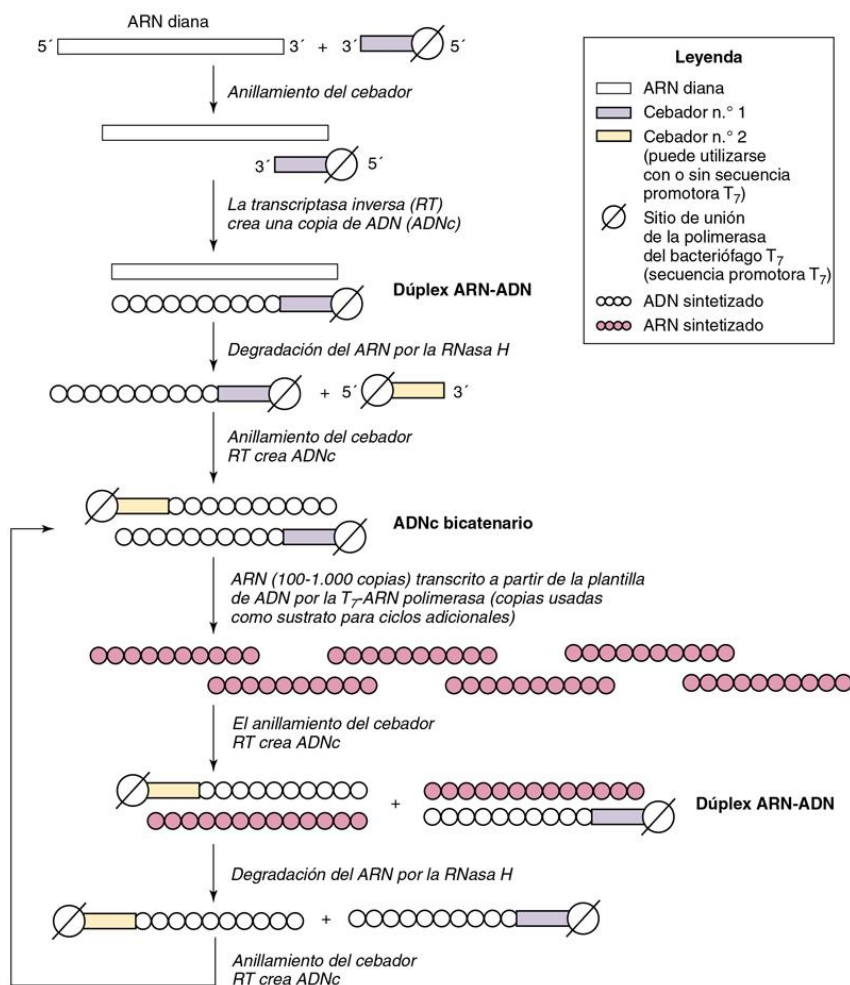 ARN diana
5´ 3´ + 3´ 5´
Anillamiento del cebador
3´ 5´
La transcriptasa inversa (RT)
crea una copia de ADN (ADNc)
Dúplex ARN-ADN
Degradación del ARN por la RNasa H
+ 5´ 3´
Anillamiento del cebador
RT crea ADNc
ADNc bicatenario
ARN (100-1.000 copias) transcrito a partir de la plantilla
de ADN por la T7-ARN polimerasa (copias usadas
como sustrato para ciclos adicionales)
El anillamiento del cebador
RT crea ADNc
+
Dúplex ARN-ADN
Degradación del ARN por la RNasa H
+
Anillamiento del cebador
RT crea ADNc
Leyenda
ARN diana
Cebador n.° 1
Cebador n.° 2
(puede utilizarse
con o sin secuencia
promotora T7)
Sitio de unión
de la polimerasa
del bacteriófago T7
(secuencia promotora T7)
ADN sintetizado
ARN sintetizado